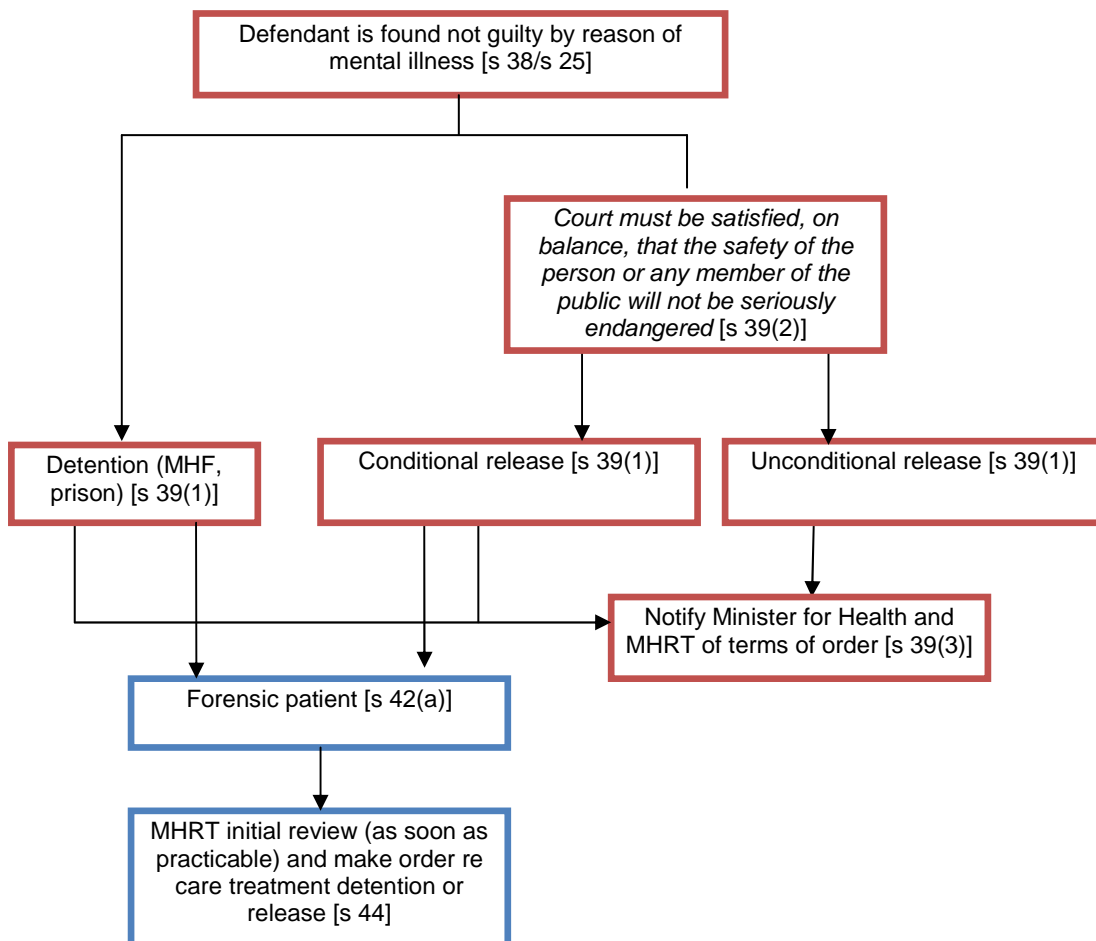 Defendant is found not guilty by reason of
mental illness [s 38/s 25]
Court must be satisfied, on
balance, that the safety of the
person or any member of the
public will not be seriously
endangered [s 39(2)]
Detention (MHF,
prison) [s 39(1)]
Conditional release [s 39(1)]
Unconditional release [s 39(1)]
Notify Minister for Health and
MHRT of terms of order [s 39(3)]
Forensic patient [s 42(a)]
MHRT initial review (as soon as
practicable) and make order re
care treatment detention or
release [s 44]